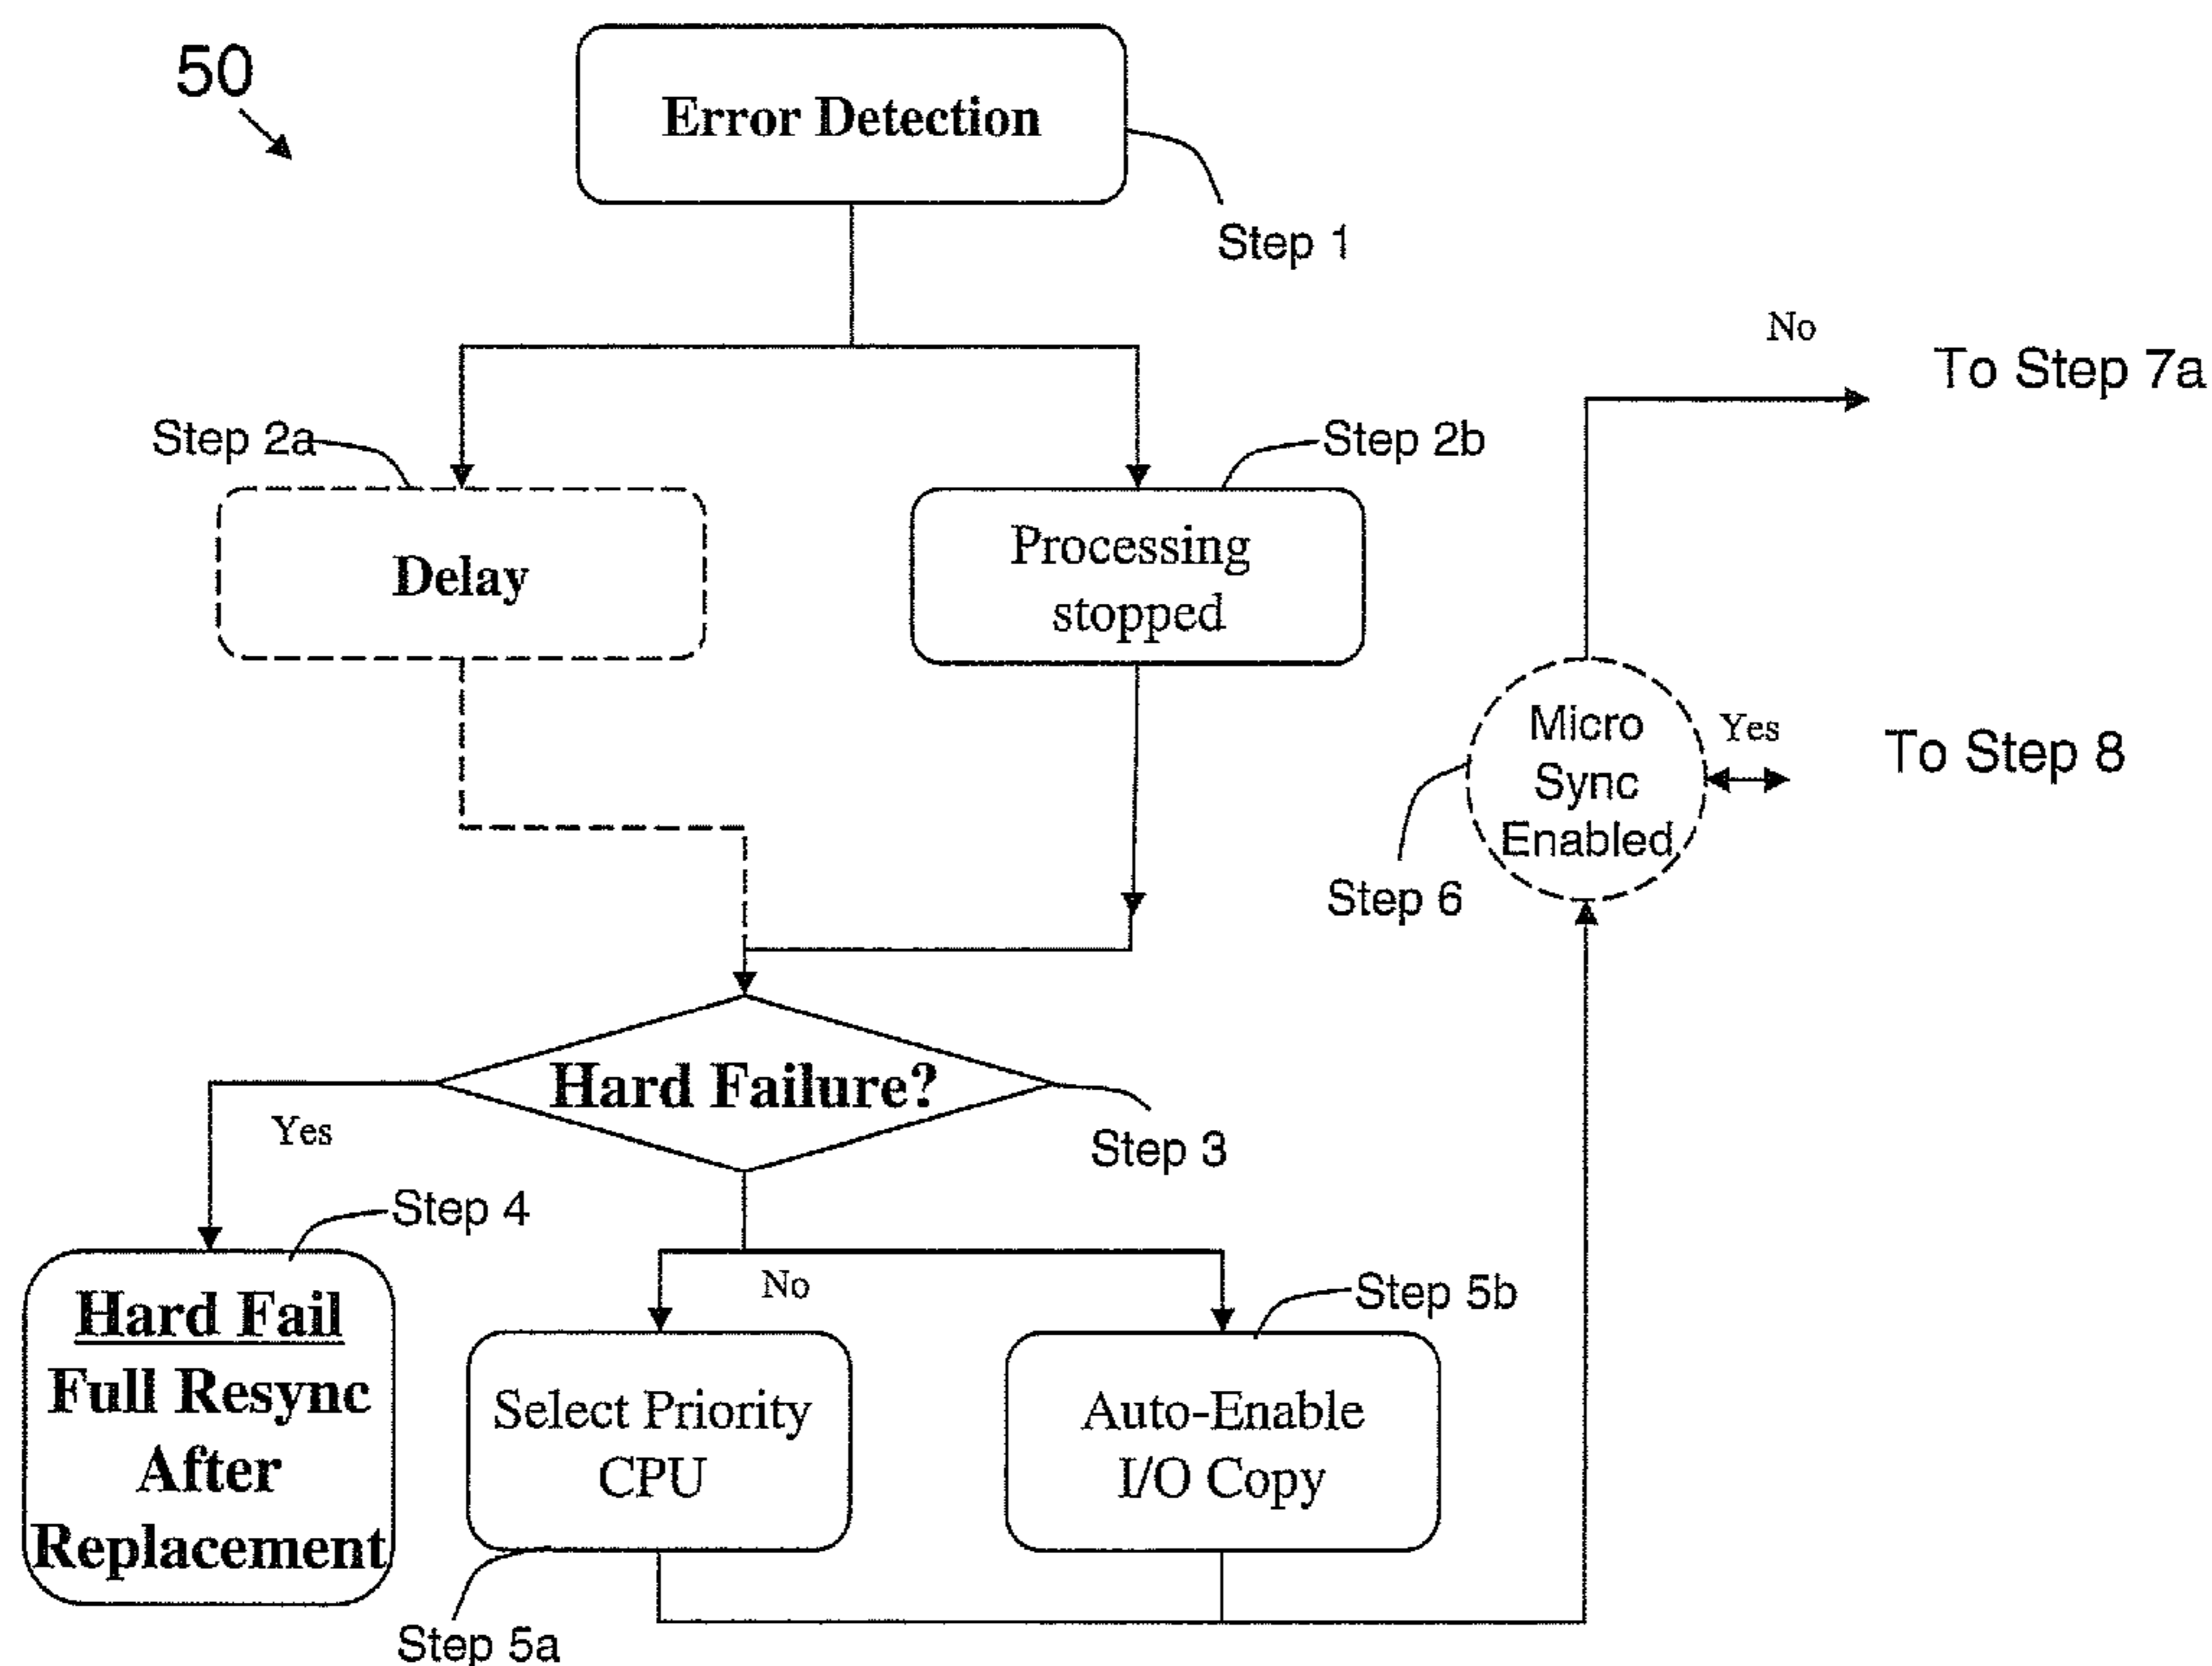 50
Error Detection
Step 1
No
To Step 7a
Step 2a
Step 2b
Delay
Processing
stopped
Micro
Sync
Enabled
Yes
To Step 8
Step 6
Hard Failure?
Yes
Step 3
Step 4
No
Step 5b
Hard Fail
Full Resync
After
Replacement
Select Priority
CPU
Auto-Enable
I/O Copy
Step 5a